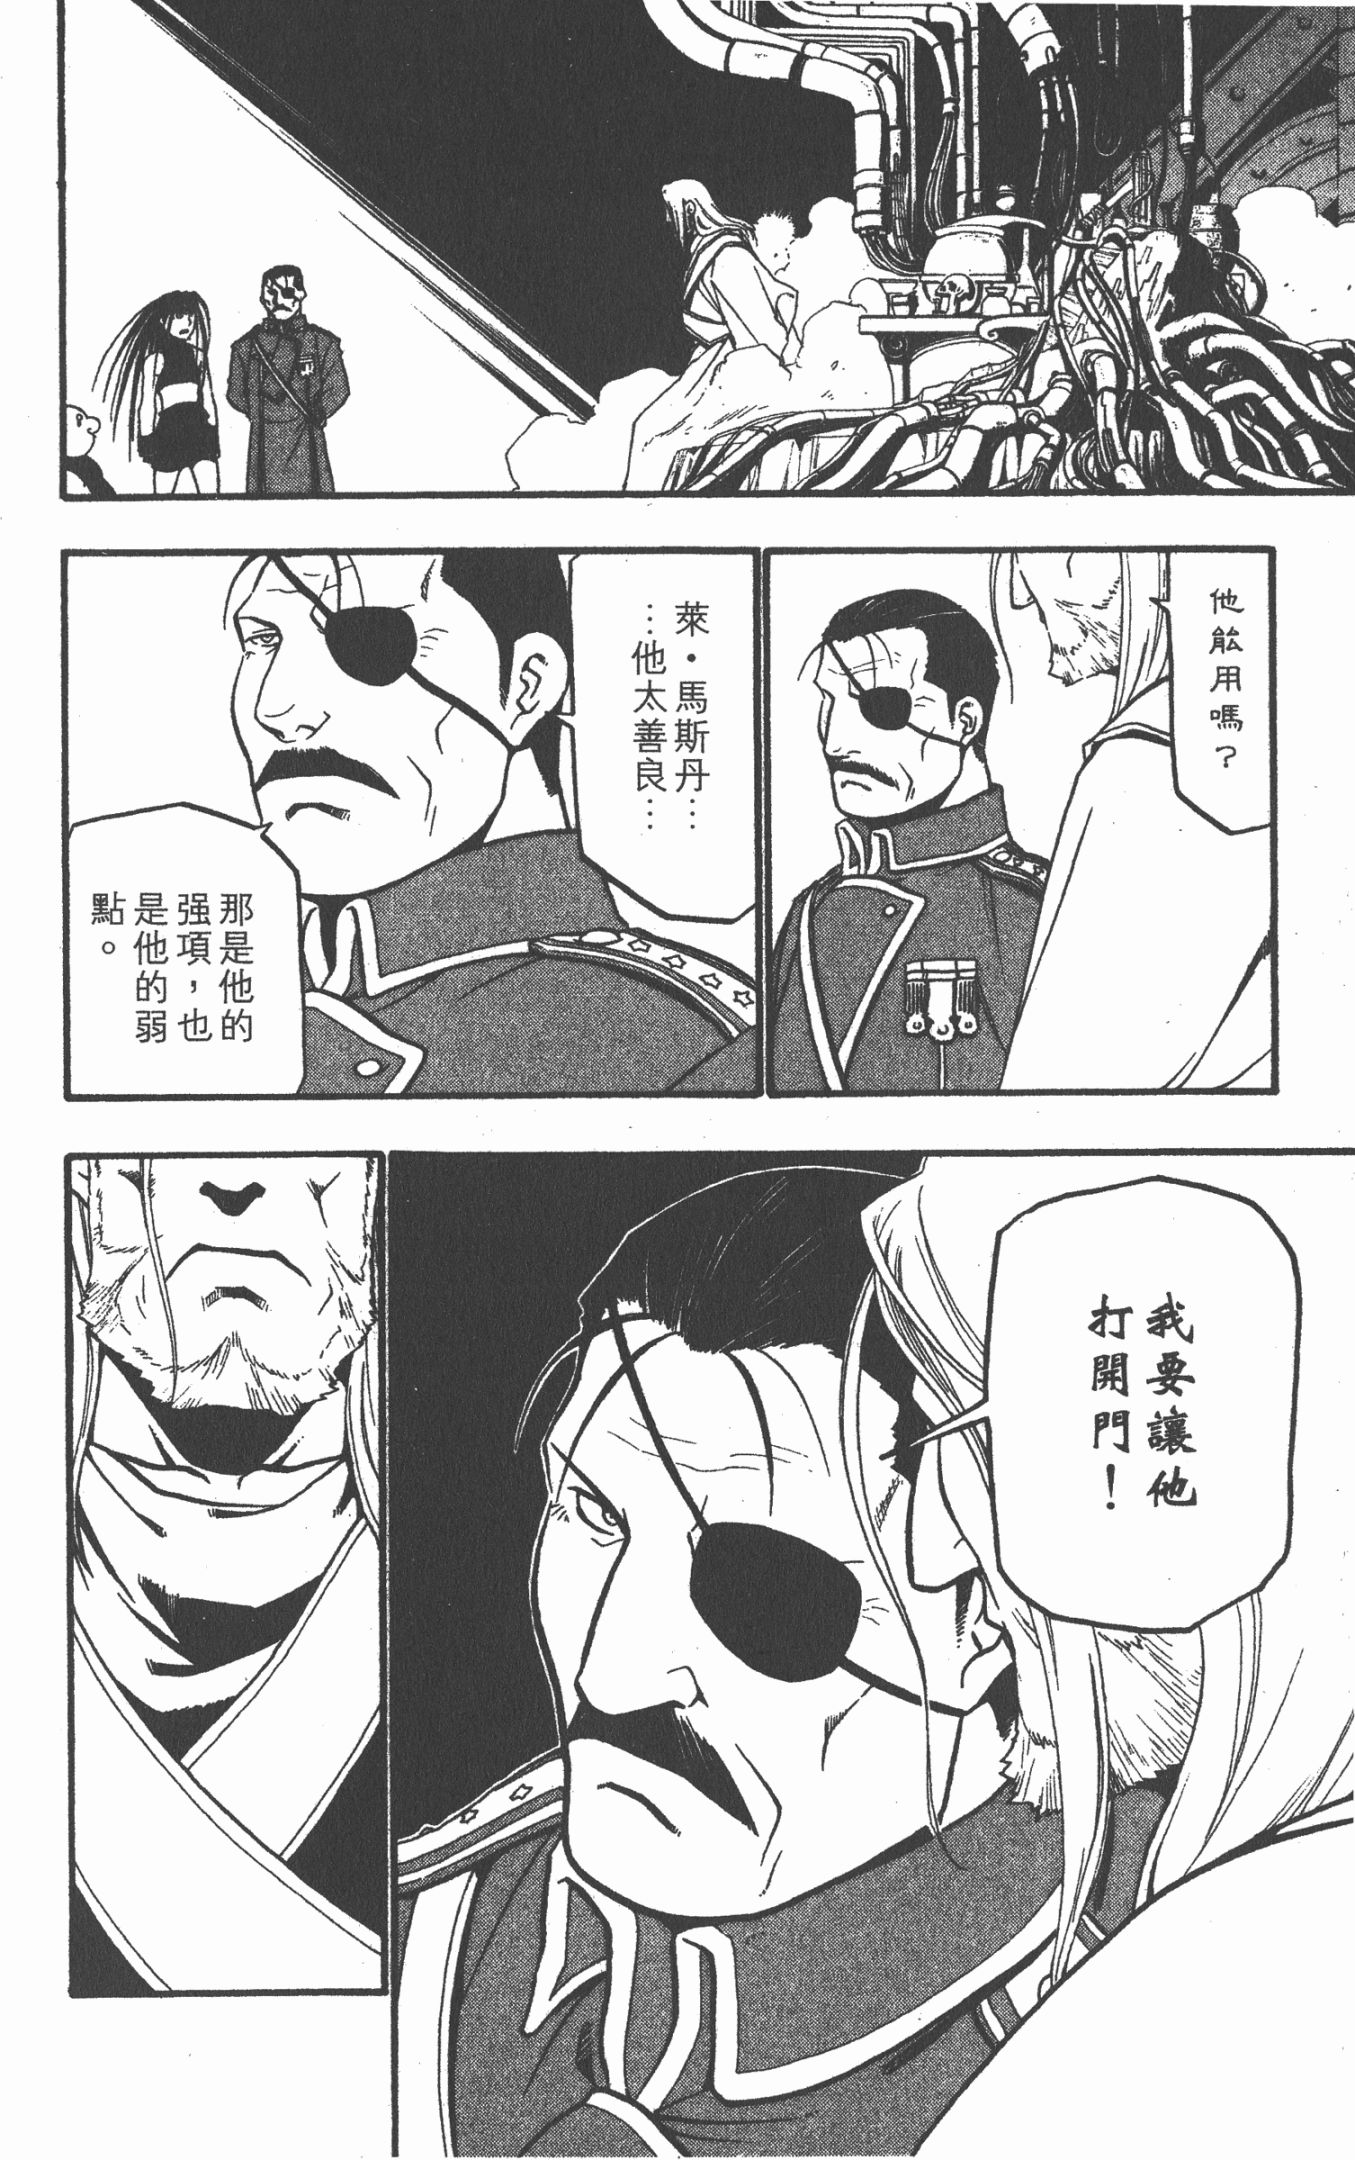 他能用嗎？
萊・馬斯丹…
…他太善良…
那是他的
强項，也
是他的弱
點。
我要讓他
打開門！